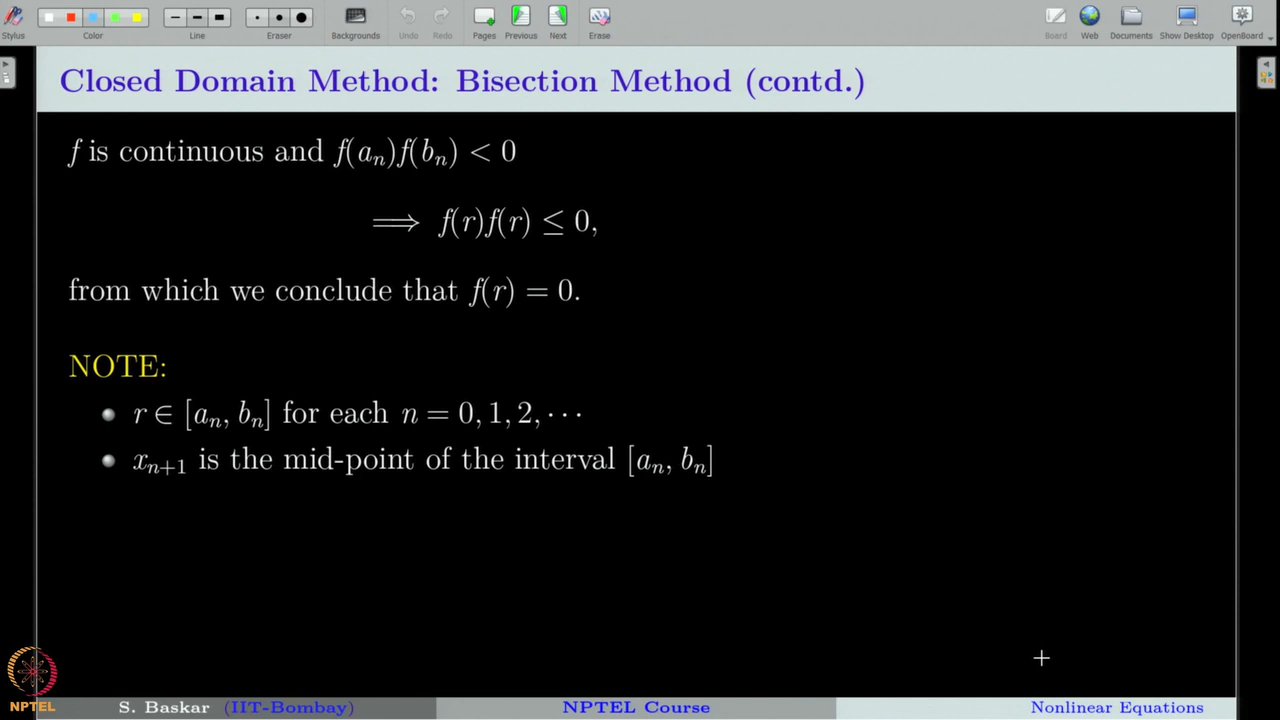 Stylus Color Line Eraser Backgrounds Undo Redo Pages Previous Next Erase Board Web Documents Show Desktop OpenBoard
Closed Domain Method: Bisection Method (contd.)
f is continuous and f(aₙ)f(bₙ) < 0
⟹ f(r)f(r) ≤ 0,
from which we conclude that f(r) = 0.
NOTE:
r ∈ [aₙ, bₙ] for each n = 0, 1, 2, ⋯
xₙ₊₁ is the mid-point of the interval [aₙ, bₙ]
NPTEL
S. Baskar (IIT-Bombay) NPTEL Course Nonlinear Equations